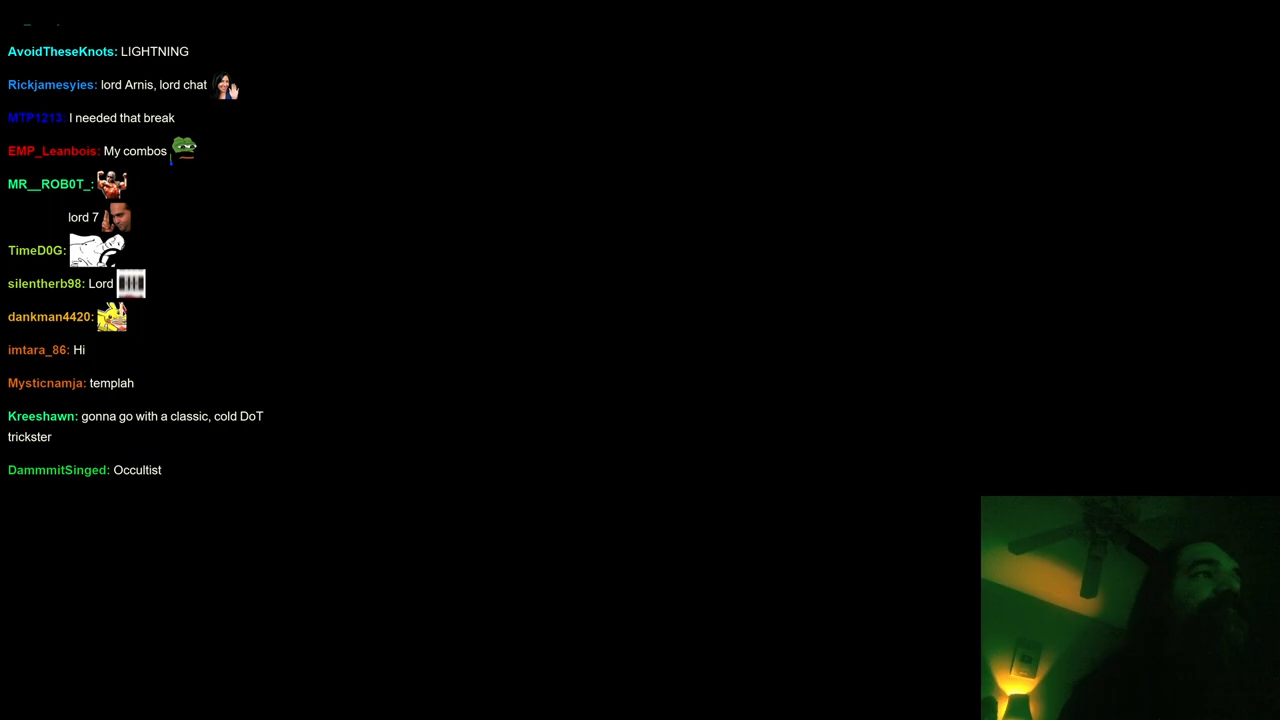 AvoidTheseKnots: LIGHTNING
Rickjamesyies: lord Arnis, lord chat
MTP1213: I needed that break
EMP_Leanbois: My combos
MR__ROB0T_:
lord 7
TimeD0G:
silentherb98: Lord
dankman4420:
imtara_86: Hi
Mysticnamja: templah
Kreeshawn: gonna go with a classic, cold DoT
trickster
DammmitSinged: Occultist